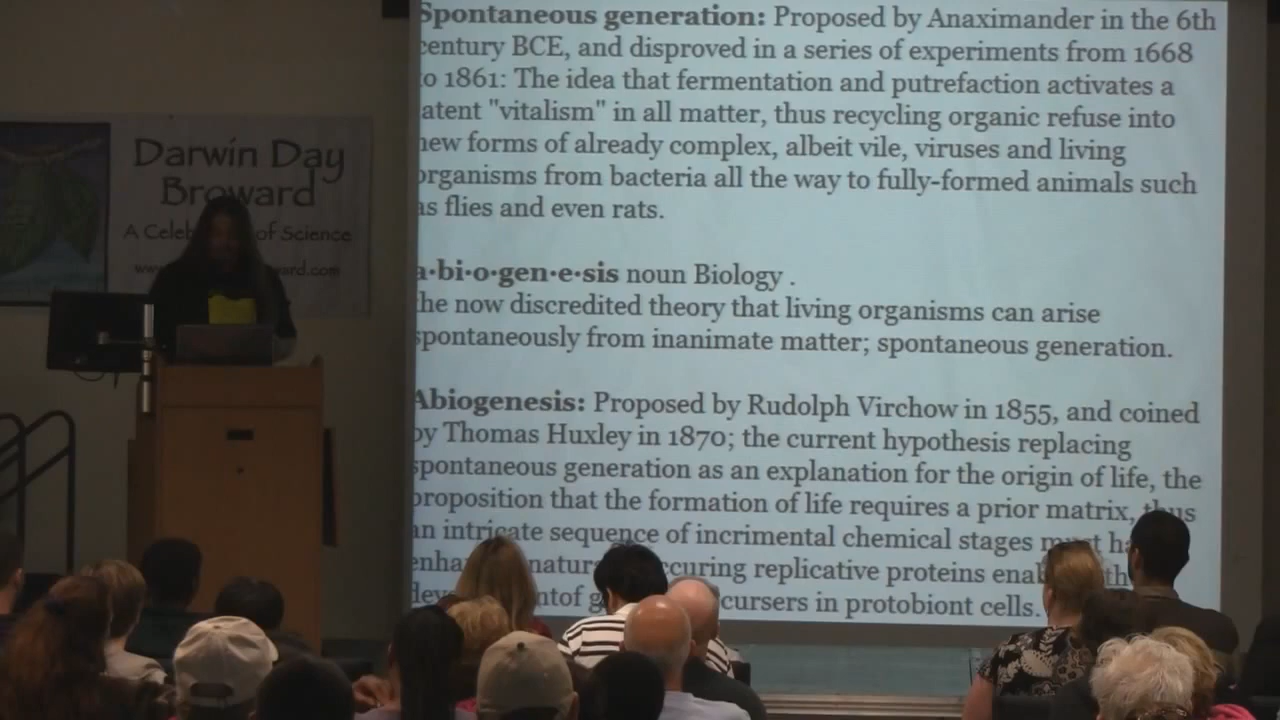 Spontaneous generation: Proposed by Anaximander in the 6th
century BCE, and disproved in a series of experiments from 1668
to 1861: The idea that fermentation and putrefaction activates a
latent "vitalism" in all matter, thus recycling organic refuse into
new forms of already complex, albeit vile, viruses and living
organisms from bacteria all the way to fully-formed animals such
as flies and even rats.
a·bi·o·gen·e·sis noun Biology .
the now discredited theory that living organisms can arise
spontaneously from inanimate matter; spontaneous generation.
Abiogenesis: Proposed by Rudolph Virchow in 1855, and coined
by Thomas Huxley in 1870; the current hypothesis replacing
spontaneous generation as an explanation for the origin of life, the
proposition that the formation of life requires a prior matrix, thus
an intricate sequence of incrimental chemical stages must
replicative proteins
in protobiont cells.
Darwin Day
Broward
A of Science